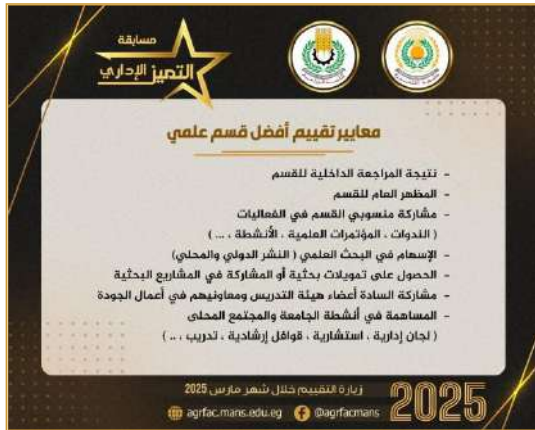 مسابقة
التميز الإداري
معايير تقييم أفضل قسم علمي
- نتيجة المراجعة الداخلية للقسم
- المظهر العام للقسم
- مشاركة منسوبي القسم في الفعاليات
( الندوات ، المؤتمرات العلمية ، الأنشطة ، ... )
- الإسهام في البحث العلمي ( النشر الدولي والمحلي)
- الحصول على تمويلات بحثية أو المشاركة في المشاريع البحثية
- مشاركة السادة أعضاء هيئة التدريس ومعاونيهم في أعمال الجودة
- المساهمة في أنشطة الجامعة والمجتمع المحلى
( لجان إدارية ، استشارية ، قوافل إرشادية ، تدريب ، .. )
زيارة التقييم خلال شهر مارس 2025
agrfac.mans.edu.eg @agrfacmans
2025